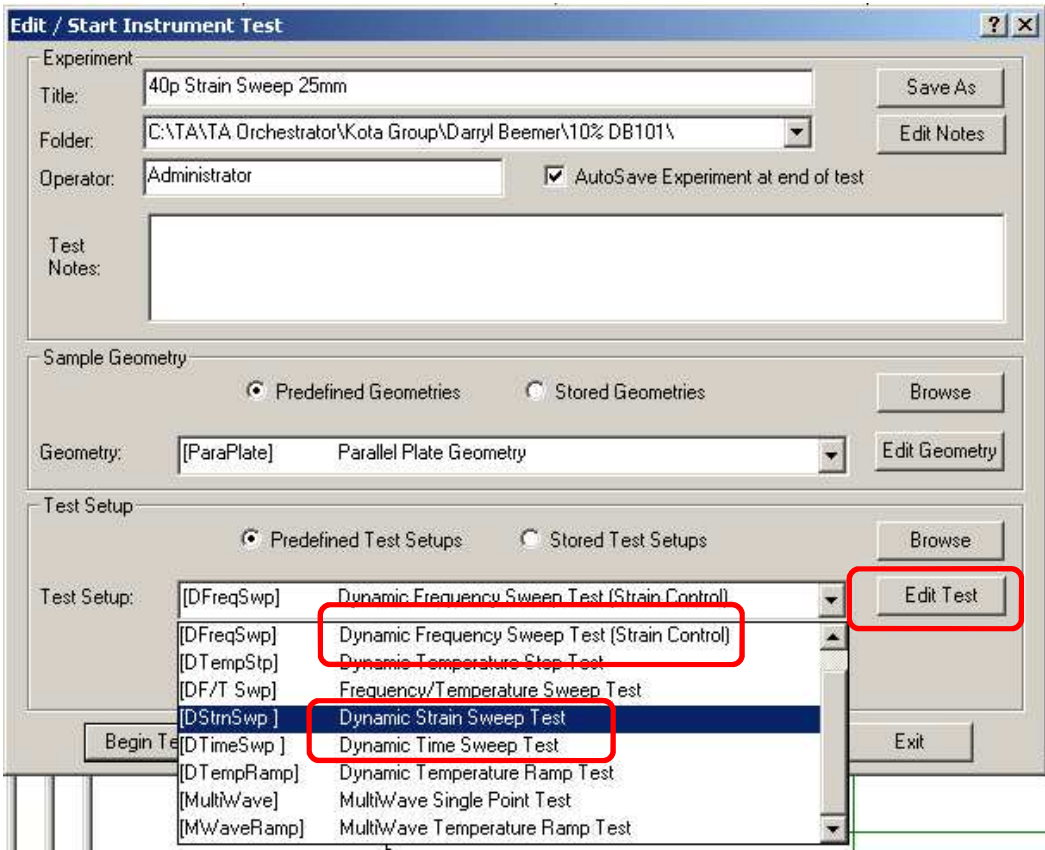 Edit / Start Instrument Test
Experiment
Title: 40p Strain Sweep 25mm Save As
Folder: C:\TA\TA Orchestrator\Kota Group\Darryl Beemer\10% DB101\ Edit Notes
Operator: Administrator AutoSave Experiment at end of test
Test
Notes:
Sample Geometry
Predefined Geometries Stored Geometries Browse
Geometry: [ParaPlate] Parallel Plate Geometry Edit Geometry
Test Setup
Predefined Test Setups Stored Test Setups Browse
Test Setup: [DFreqSwp] Dynamic Frequency Sweep Test (Strain Control) Edit Test
[DFreqSwp] Dynamic Frequency Sweep Test (Strain Control)
[DTempStp] Dynamic Temperature Step Test
[DF/T Swp] Frequency/Temperature Sweep Test
[DStrnSwp ] Dynamic Strain Sweep Test
Begin Te [DTimeSwp ] Dynamic Time Sweep Test Exit
[DTempRamp] Dynamic Temperature Ramp Test
[MultiWave] MultiWave Single Point Test
[MWaveRamp] MultiWave Temperature Ramp Test